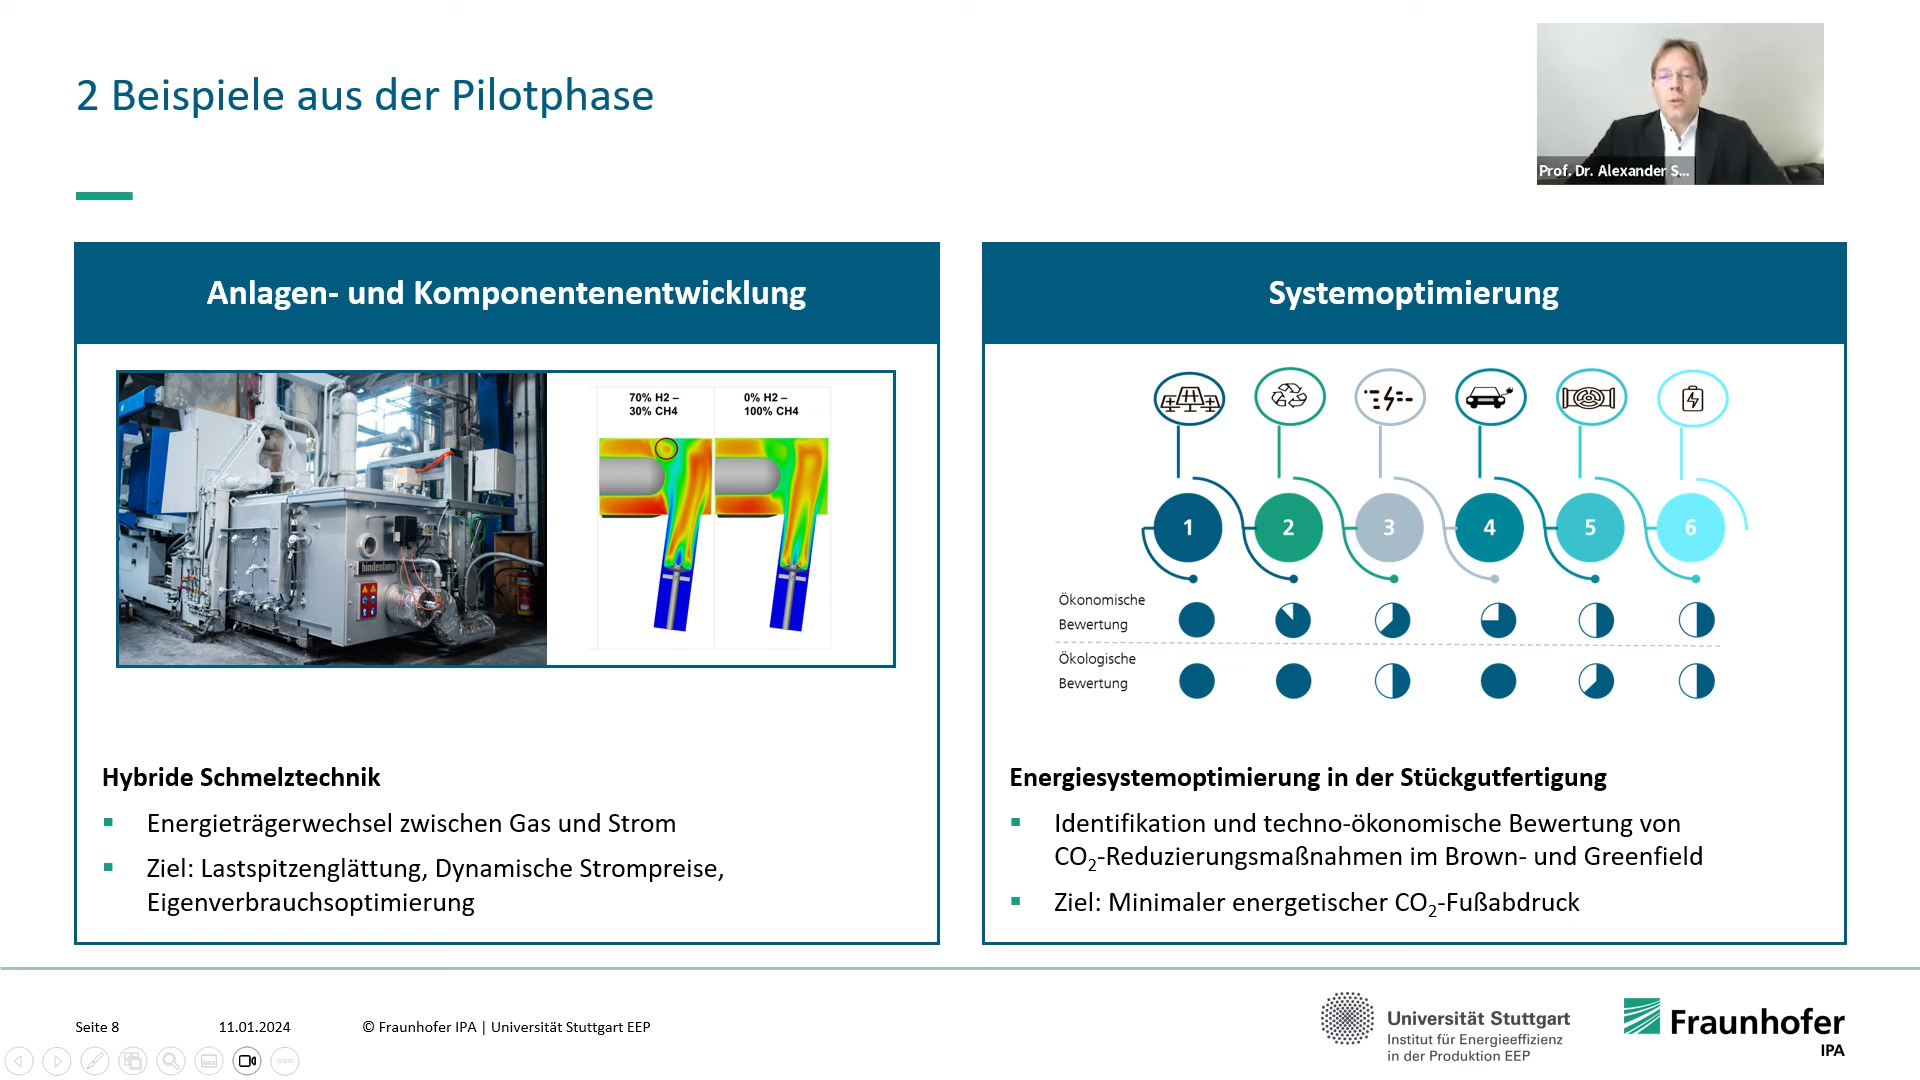 2 Beispiele aus der Pilotphase
Prof. Dr. Alexander S...
Anlagen- und Komponentenentwicklung
70% H2 –
30% CH4
0% H2 –
100% CH4
hindenlang
Hybride Schmelztechnik
Energieträgerwechsel zwischen Gas und Strom
Ziel: Lastspitzenglättung, Dynamische Strompreise,
Eigenverbrauchsoptimierung
Systemoptimierung
1 2 3 4 5 6
Ökonomische
Bewertung
Ökologische
Bewertung
Energiesystemoptimierung in der Stückgutfertigung
Identifikation und techno-ökonomische Bewertung von
CO₂-Reduzierungsmaßnahmen im Brown- und Greenfield
Ziel: Minimaler energetischer CO₂-Fußabdruck
Seite 8 11.01.2024 © Fraunhofer IPA | Universität Stuttgart EEP
Universität Stuttgart
Institut für Energieeffizienz
in der Produktion EEP
Fraunhofer
IPA